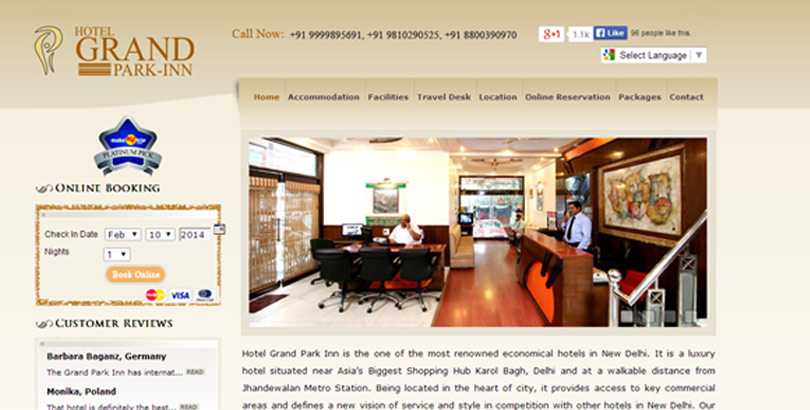 HOTEL
GRAND
PARK-INN
Call Now: +91 9999895691, +91 9810290525, +91 8800390970
g+1 1.1k Like 96 people like this.
Select Language ▼
Home Accommodation Facilities Travel Desk Location Online Reservation Packages Contact
PLATINUM PICK
ONLINE BOOKING
Check In Date Feb 10 2014
Nights 1
Book Online
VISA
CUSTOMER REVIEWS
Barbara Baganz, Germany
The Grand Park Inn has internat... READ
Monika, Poland
That hotel is definitely the best... READ
Hotel Grand Park Inn is the one of the most renowned economical hotels in New Delhi. It is a luxury
hotel situated near Asia's Biggest Shopping Hub Karol Bagh, Delhi and at a walkable distance from
Jhandewalan Metro Station. Being located in the heart of city, it provides access to key commercial
areas and defines a new vision of service and style in competition with other hotels in New Delhi. Our